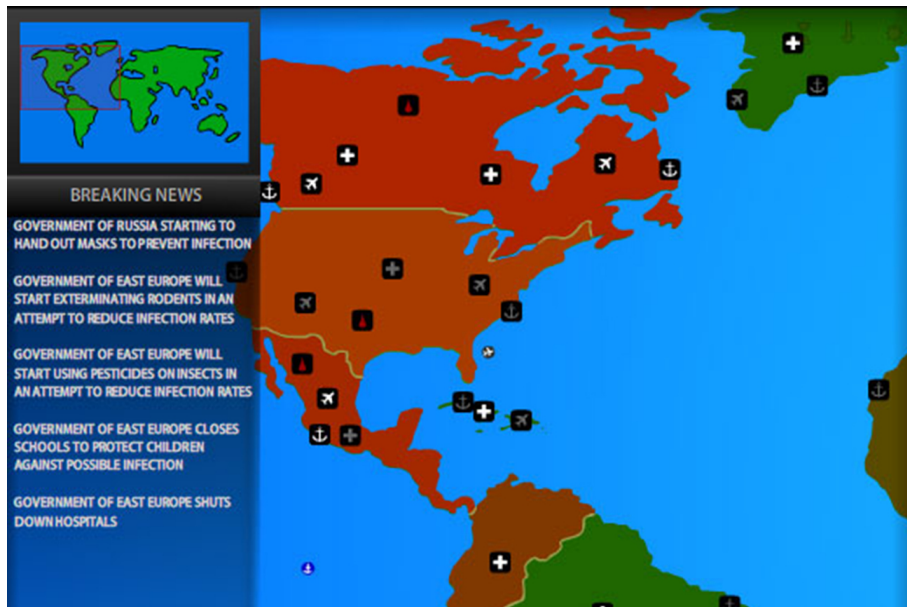 BREAKING NEWS
GOVERNMENT OF RUSSIA STARTING TO
HAND OUT MASKS TO PREVENT INFECTION
GOVERNMENT OF EAST EUROPE WILL
START EXTERMINATING RODENTS IN AN
ATTEMPT TO REDUCE INFECTION RATES
GOVERNMENT OF EAST EUROPE WILL
START USING PESTICIDES ON INSECTS IN
AN ATTEMPT TO REDUCE INFECTION RATES
GOVERNMENT OF EAST EUROPE CLOSES
SCHOOLS TO PROTECT CHILDREN
AGAINST POSSIBLE INFECTION
GOVERNMENT OF EAST EUROPE SHUTS
DOWN HOSPITALS